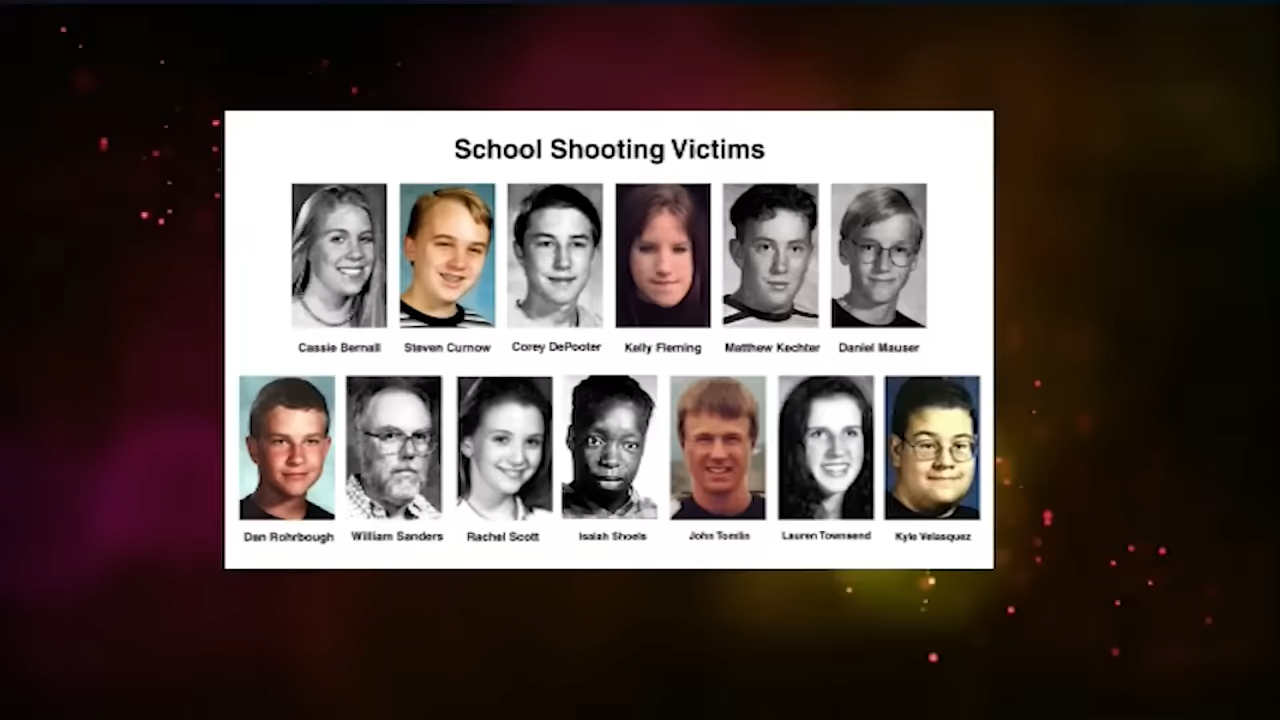 School Shooting Victims
Cassie Bernall Steven Curnow Corey DePooter Kelly Fleming Matthew Kechter Daniel Mauser
Dan Rohrbough William Sanders Rachel Scott Isaiah Shoels John Tomlin Lauren Townsend Kyle Velasquez